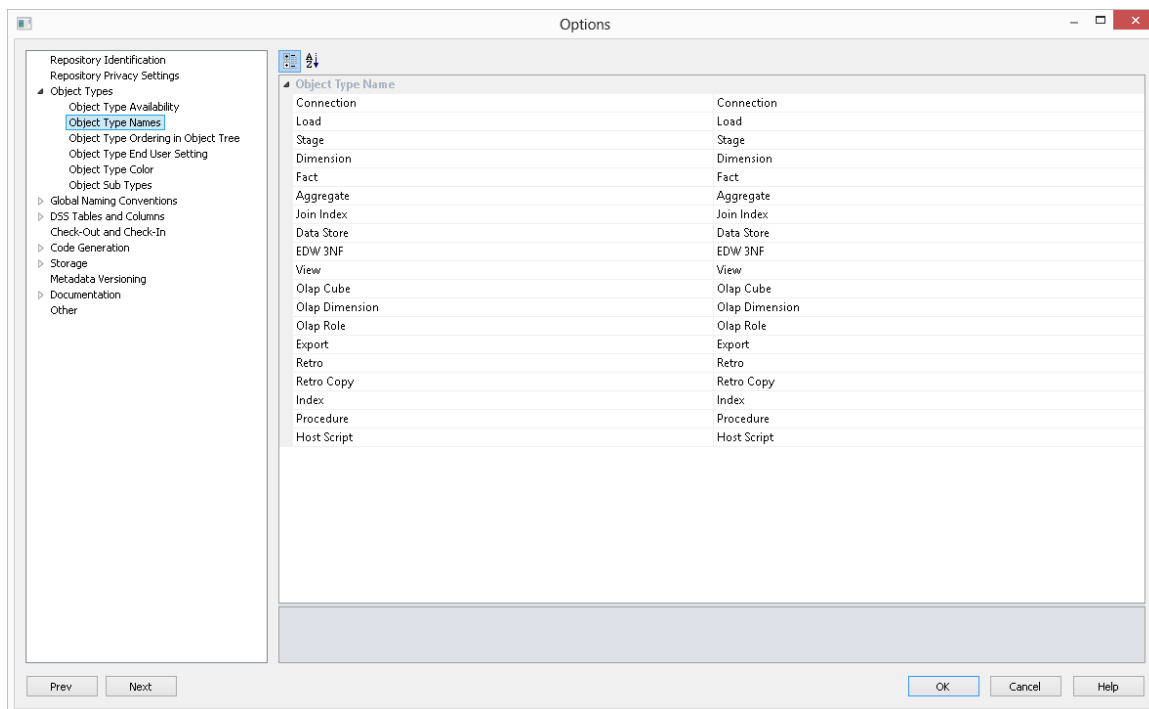 Options
Repository Identification
Repository Privacy Settings
Object Types
Object Type Availability
Object Type Names
Object Type Ordering in Object Tree
Object Type End User Setting
Object Type Color
Object Sub Types
Global Naming Conventions
DSS Tables and Columns
Check-Out and Check-In
Code Generation
Storage
Metadata Versioning
Documentation
Other
Object Type Name
Connection Connection
Load Load
Stage Stage
Dimension Dimension
Fact Fact
Aggregate Aggregate
Join Index Join Index
Data Store Data Store
EDW 3NF EDW 3NF
View View
Olap Cube Olap Cube
Olap Dimension Olap Dimension
Olap Role Olap Role
Export Export
Retro Retro
Retro Copy Retro Copy
Index Index
Procedure Procedure
Host Script Host Script
Prev Next OK Cancel Help